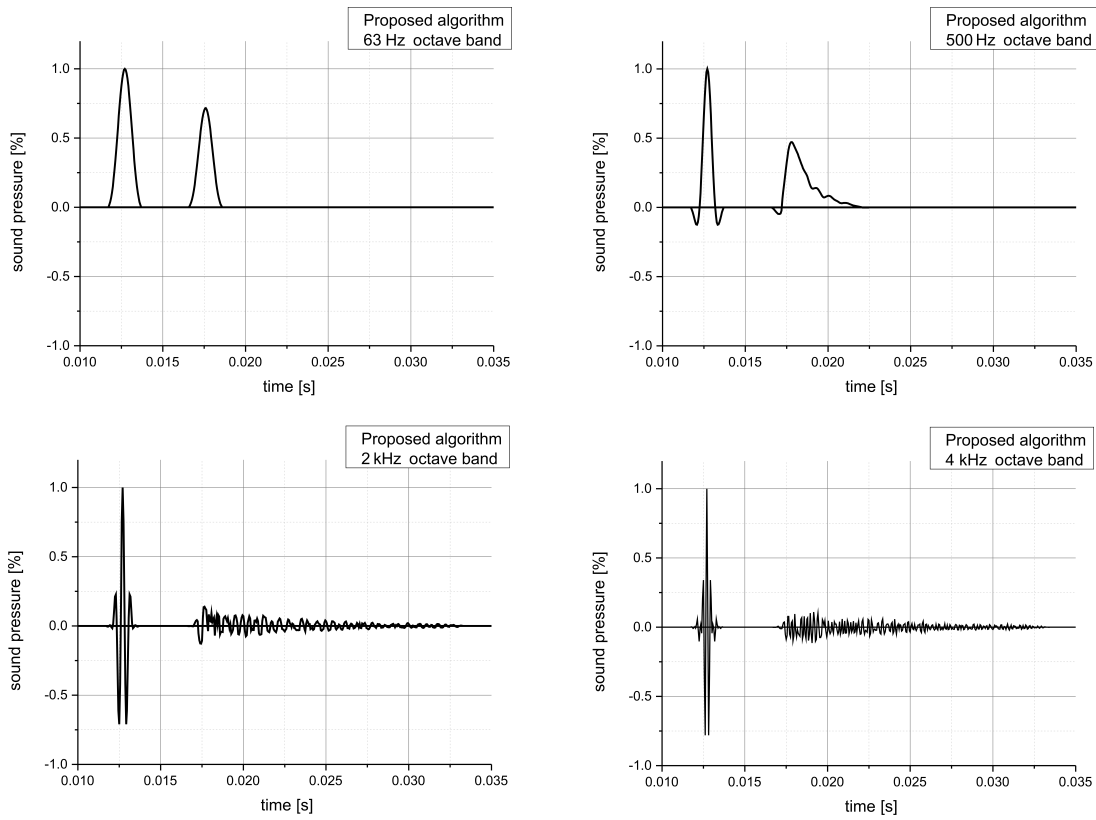 Proposed algorithm
63 Hz octave band
1.0
0.5
0.0
-0.5
-1.0
0.010 0.015 0.020 0.025 0.030 0.035
sound pressure [%]
time [s]
Proposed algorithm
500 Hz octave band
1.0
0.5
0.0
-0.5
-1.0
0.010 0.015 0.020 0.025 0.030 0.035
sound pressure [%]
time [s]
Proposed algorithm
2 kHz octave band
1.0
0.5
0.0
-0.5
-1.0
0.010 0.015 0.020 0.025 0.030 0.035
sound pressure [%]
time [s]
Proposed algorithm
4 kHz octave band
1.0
0.5
0.0
-0.5
-1.0
0.010 0.015 0.020 0.025 0.030 0.035
sound pressure [%]
time [s]